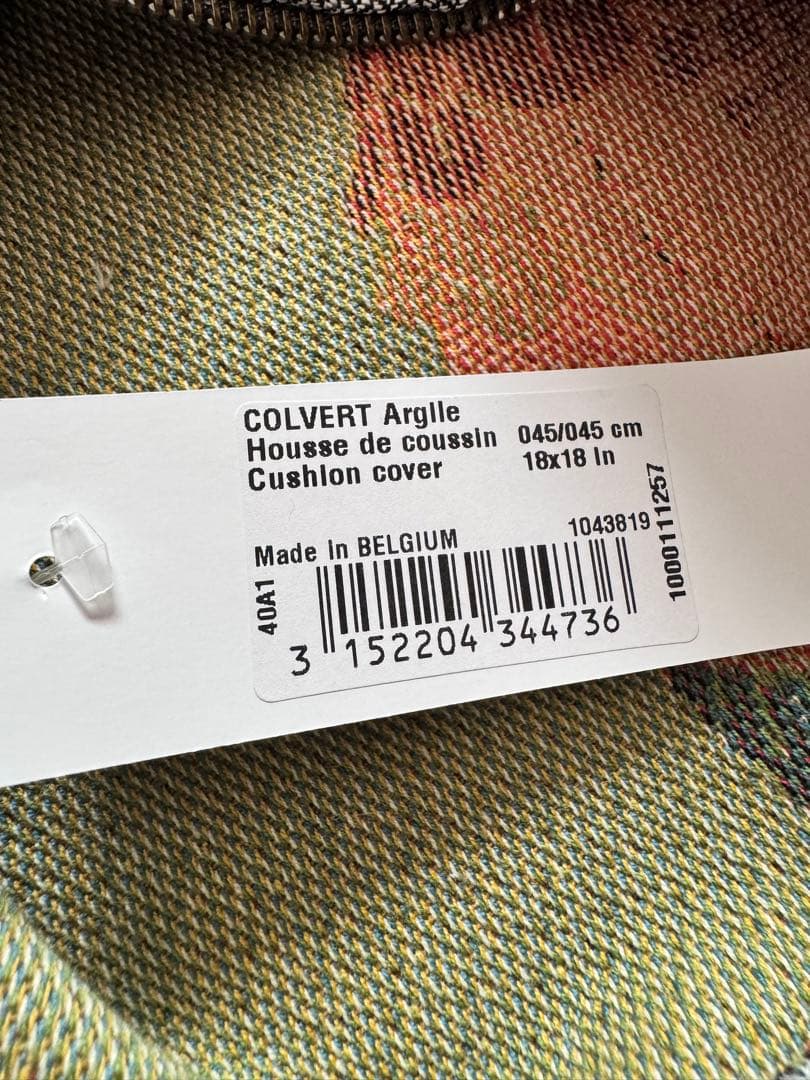 COLVERT Argile
Housse de coussin 045/045 cm
Cushion cover 18x18 in
Made in BELGIUM 1043819
1000111257
40A1
3 152204 344736